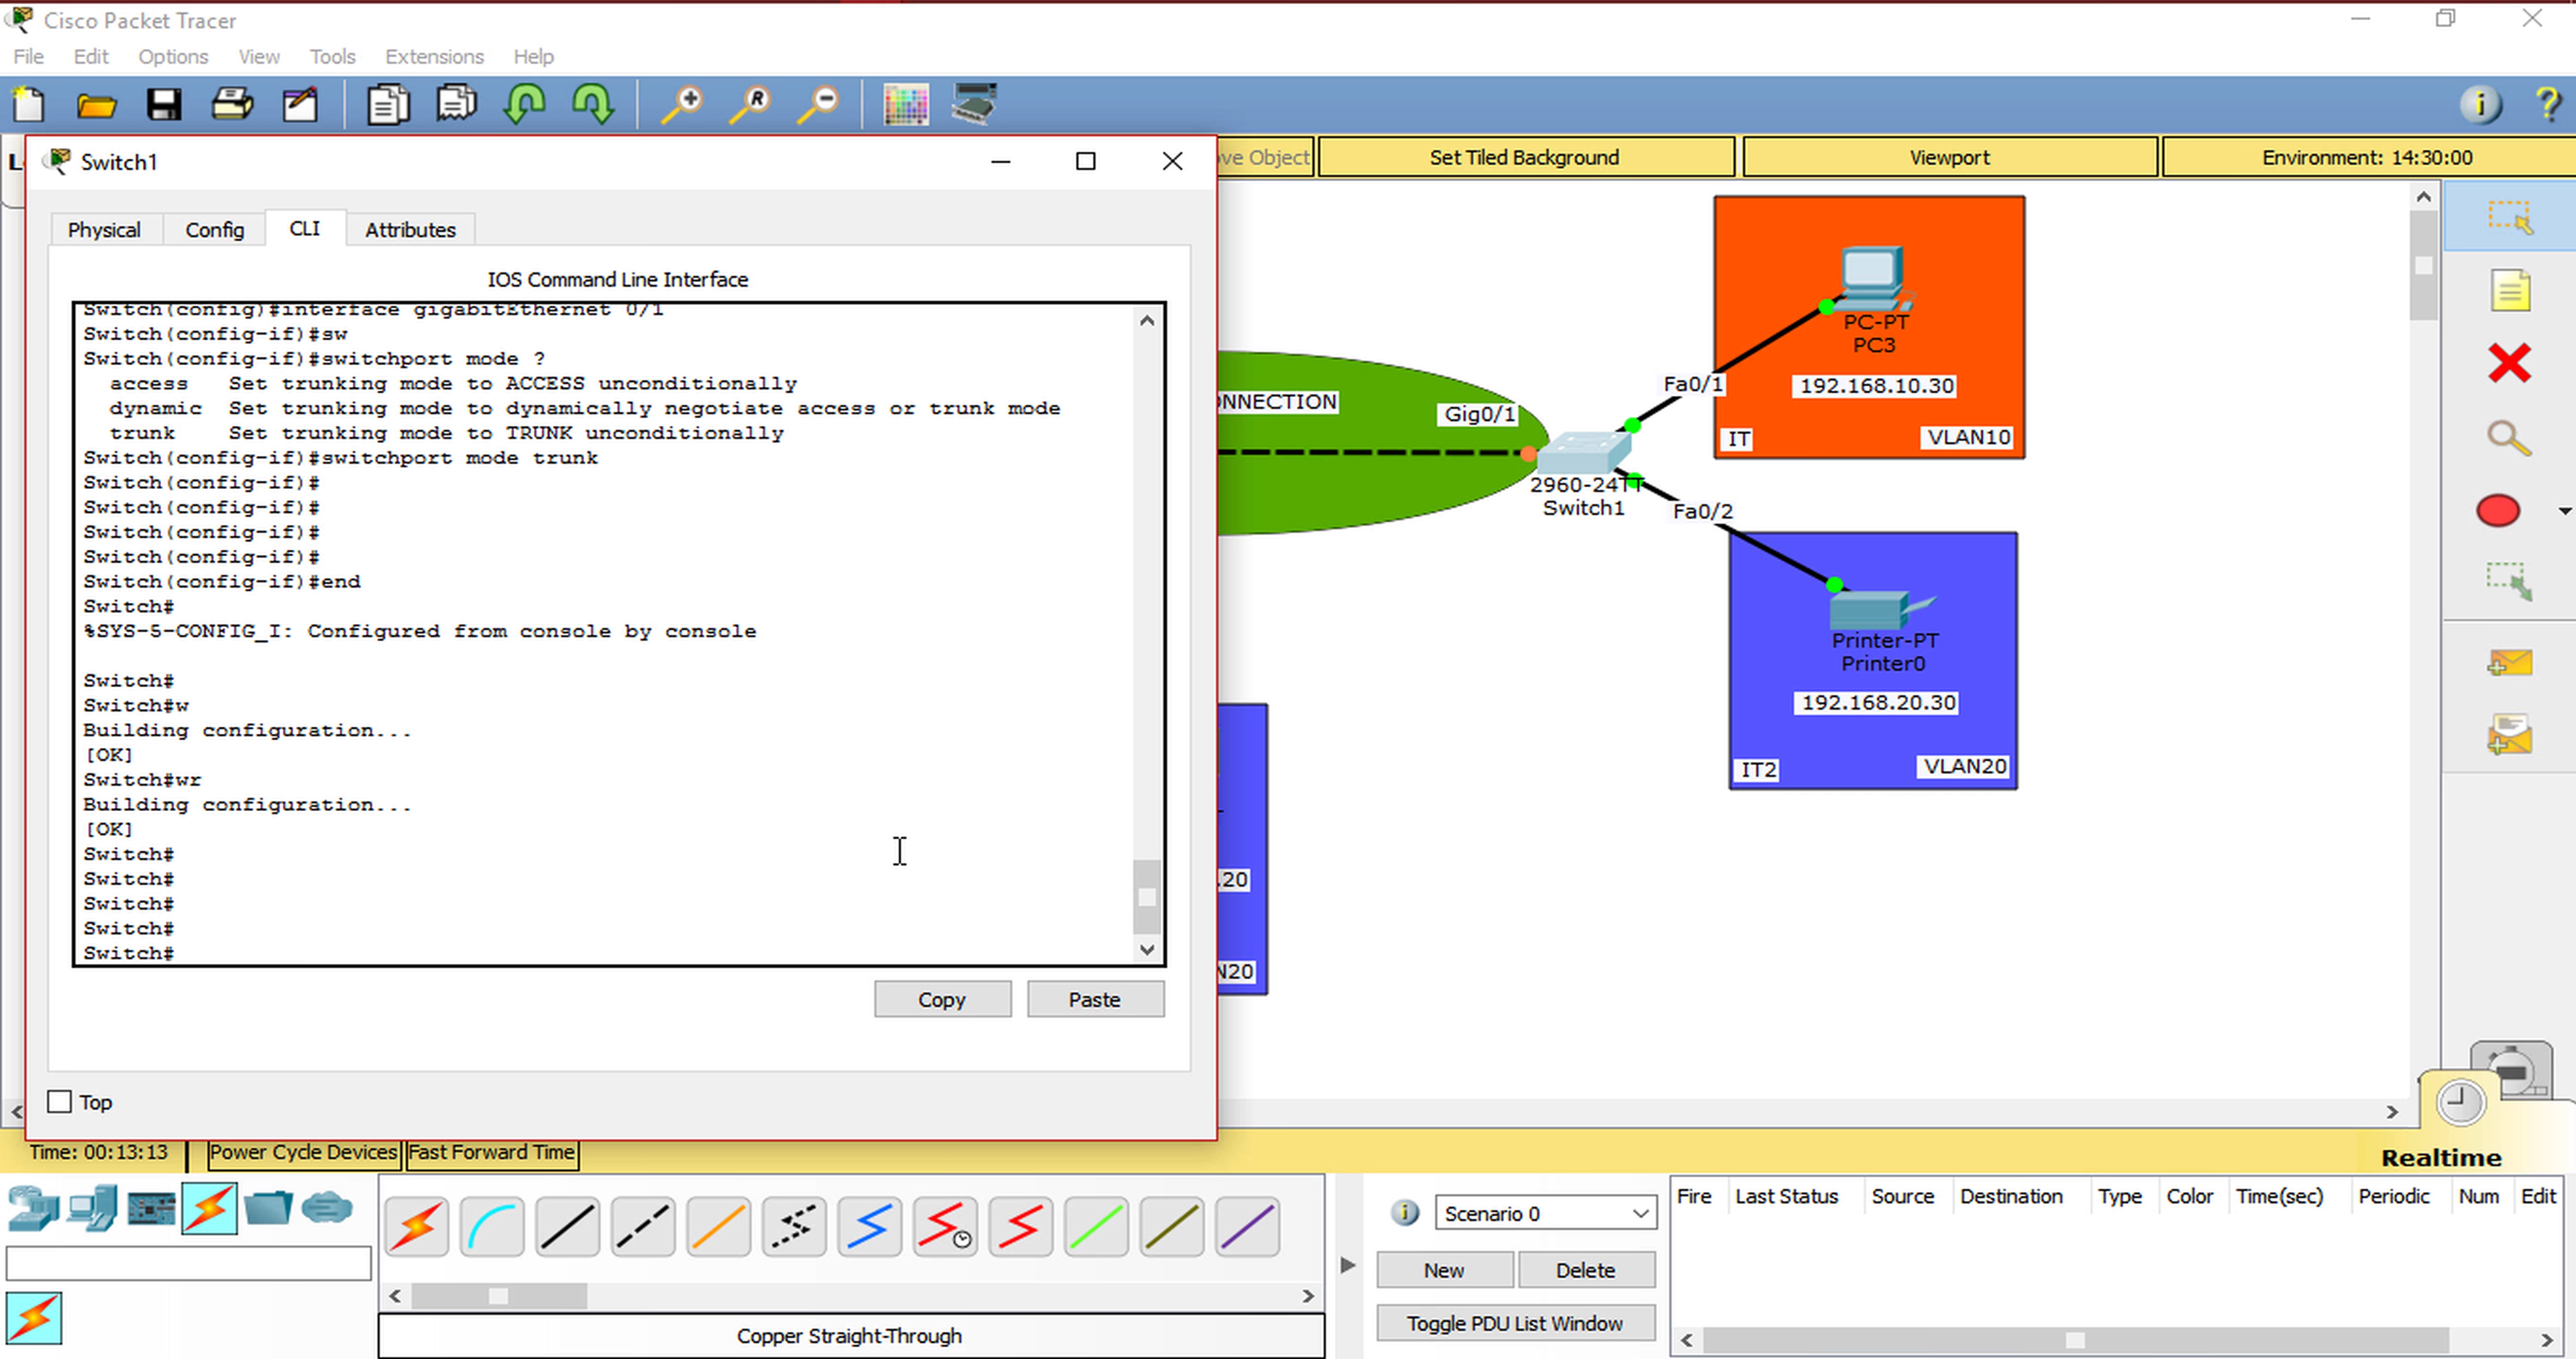 Cisco Packet Tracer
File Edit Options View Tools Extensions Help
Set Tiled Background
Viewport
Environment: 14:30:00
Object
Switch1
Physical Config CLI Attributes
IOS Command Line Interface
Switch(config)#interface gigabitEthernet 0/1
Switch(config-if)#sw
Switch(config-if)#switchport mode ?
access Set trunking mode to ACCESS unconditionally
dynamic Set trunking mode to dynamically negotiate access or trunk mode
trunk Set trunking mode to TRUNK unconditionally
Switch(config-if)#switchport mode trunk
Switch(config-if)#
Switch(config-if)#
Switch(config-if)#
Switch(config-if)#
Switch(config-if)#end
Switch#
%SYS-5-CONFIG_I: Configured from console by console
Switch#
Switch#w
Building configuration...
[OK]
Switch#wr
Building configuration...
[OK]
Switch#
Switch#
Switch#
Switch#
Switch#
Copy
Paste
Top
NNECTION
Gig0/1
2960-24TT
Switch1
Fa0/1
Fa0/2
PC-PT
PC3
192.168.10.30
IT
VLAN10
Printer-PT
Printer0
192.168.20.30
IT2
VLAN20
.20
N20
Time: 00:13:13
Power Cycle Devices
Fast Forward Time
Realtime
Scenario 0
New
Delete
Toggle PDU List Window
Fire Last Status Source Destination Type Color Time(sec) Periodic Num Edit
Copper Straight-Through